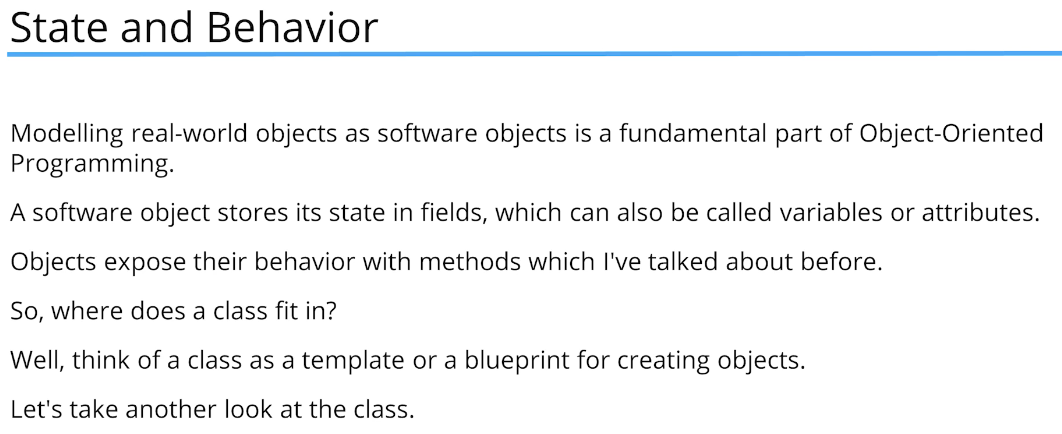 State and Behavior
Modelling real-world objects as software objects is a fundamental part of Object-Oriented
Programming.
A software object stores its state in fields, which can also be called variables or attributes.
Objects expose their behavior with methods which I've talked about before.
So, where does a class fit in?
Well, think of a class as a template or a blueprint for creating objects.
Let's take another look at the class.